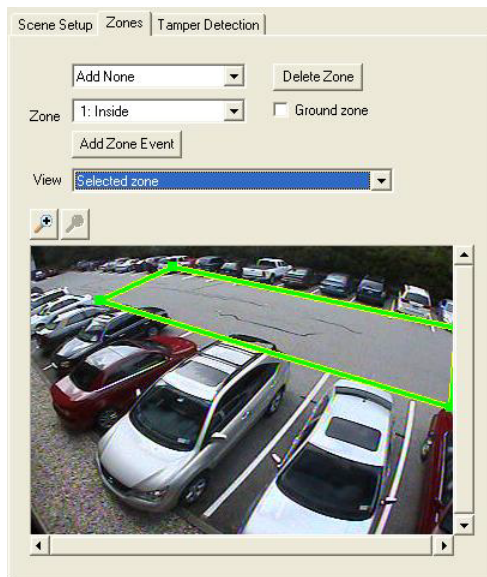 Scene Setup Zones Tamper Detection
Add None Delete Zone
Zone 1: Inside Ground zone
Add Zone Event
View Selected zone